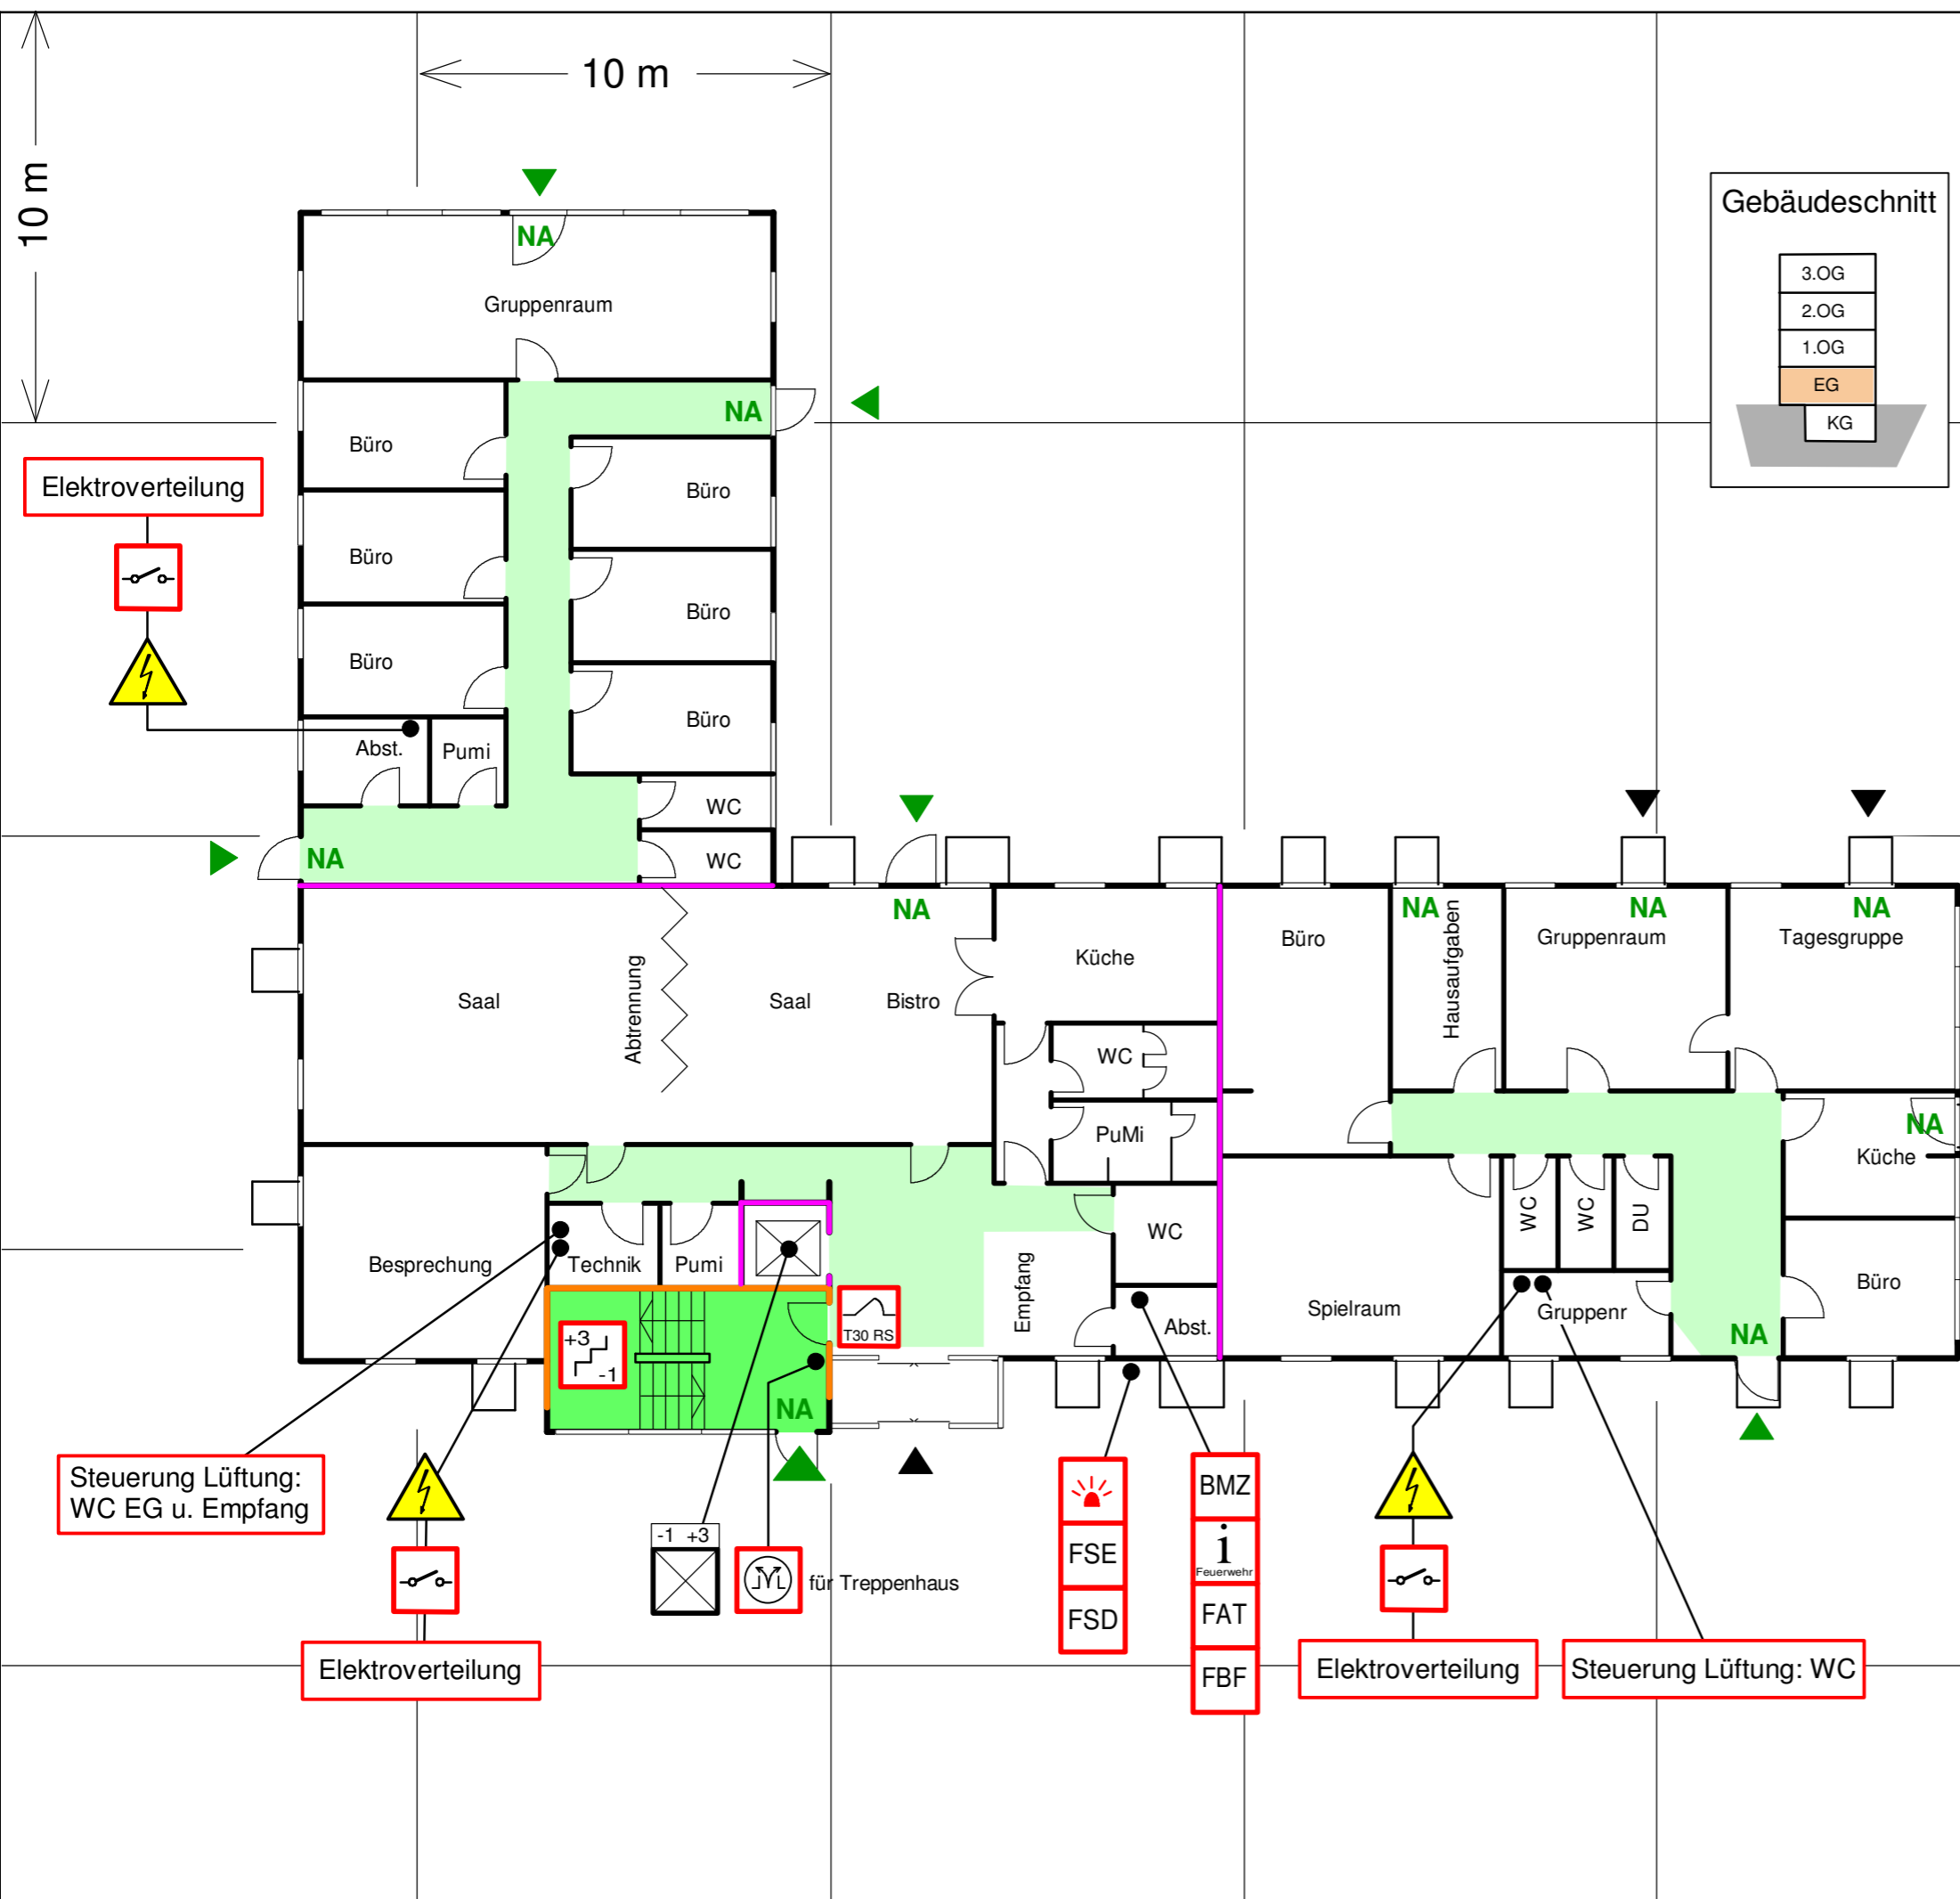 10 m
10 m
Gebäudeschnitt
3.OG
2.OG
1.OG
EG
KG
NA
Gruppenraum
NA
Büro
Büro
Büro
Büro
Büro
Büro
Elektroverteilung
Abst.
Pumi
WC
WC
NA
NA
NA
NA
NA
Saal
Abtrennung
Saal
Bistro
Küche
Büro
Hausaufgaben
Gruppenraum
Tagesgruppe
WC
PuMi
NA
Küche
Besprechung
Technik
Pumi
WC
WC
WC
DU
Empfang
Abst.
Spielraum
Gruppenr
Büro
T30 RS
+3
-1
NA
NA
Steuerung Lüftung:
WC EG u. Empfang
-1 +3
für Treppenhaus
FSE
FSD
BMZ
i
Feuerwehr
FAT
FBF
Elektroverteilung
Elektroverteilung
Steuerung Lüftung: WC